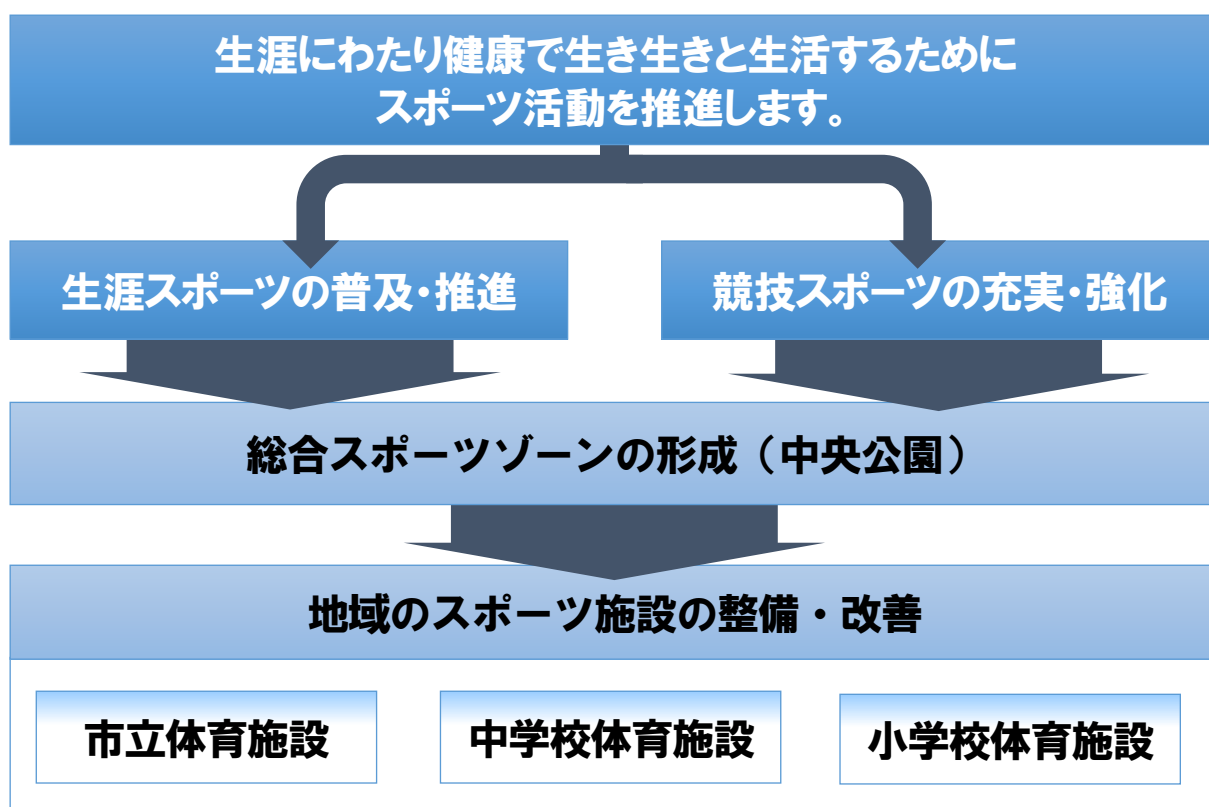 生涯にわたり健康で生き生きと生活するために
スポーツ活動を推進します。
生涯スポーツの普及・推進
競技スポーツの充実・強化
総合スポーツゾーンの形成（中央公園）
地域のスポーツ施設の整備・改善
市立体育施設
中学校体育施設
小学校体育施設